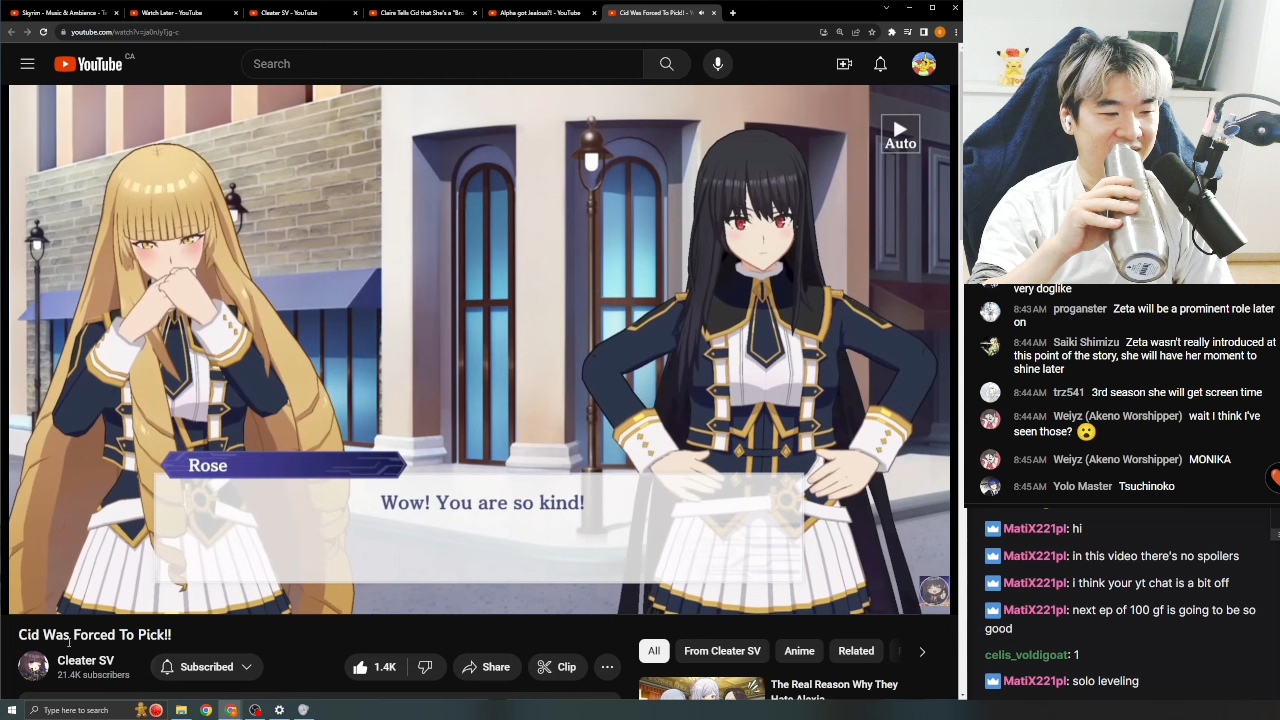 Skyrim - Music & Ambience - T
Watch Later - YouTube
Cleater SV - YouTube
Claire Tells Cid that She's a "Bro
Alpha got Jealous?! - YouTube
Cid Was Forced To Pick!! - Y
youtube.com/watch?v=ja0nJyTjg-c
YouTube CA
Search
Auto
Rose
Wow! You are so kind!
Cid Was Forced To Pick!!
Cleater SV
21.4K subscribers
Subscribed
1.4K
Share
Clip
All
From Cleater SV
Anime
Related
The Real Reason Why They
Hate Alexia
Type here to search
very doglike
8:43 AM proganster Zeta will be a prominent role later
on
8:44 AM Saiki Shimizu Zeta wasn't really introduced at
this point of the story, she will have her moment to
shine later
8:44 AM trz541 3rd season she will get screen time
8:44 AM Weiyz (Akeno Worshipper) wait I think I've
seen those? 😮
8:45 AM Weiyz (Akeno Worshipper) MONIKA
8:45 AM Yolo Master Tsuchinoko
MatiX221pl: hi
MatiX221pl: in this video there's no spoilers
MatiX221pl: i think your yt chat is a bit off
MatiX221pl: next ep of 100 gf is going to be so
good
celis_voldigoat: 1
MatiX221pl: solo leveling